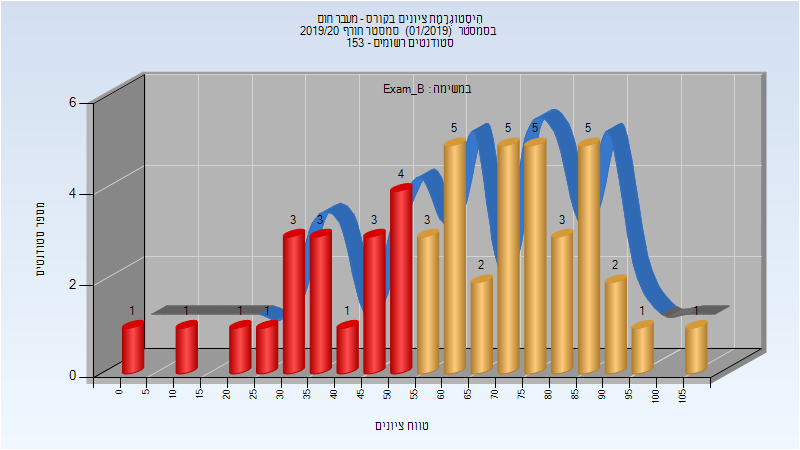 היסטוגרמת ציונים בקורס - מעבר חום
בסמסטר (01/2019) סמסטר חורף 2019/20
סטודנטים רשומים - 153
במשימה : Exam_B
מספר סטודנטים
6
4
2
0
1 1 1 1 3 3 1 3 4 3 5 2 5 5 3 5 2 1 1
0 5 10 15 20 25 30 35 40 45 50 55 60 65 70 75 80 85 90 95 100 105
טווח ציונים